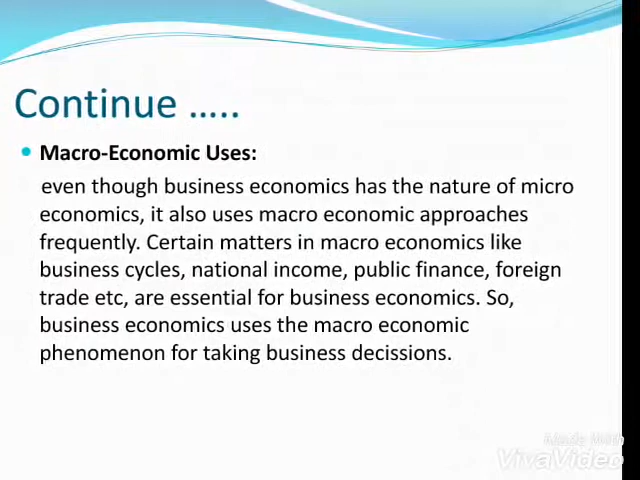 Continue …..
Macro-Economic Uses:
even though business economics has the nature of micro
economics, it also uses macro economic approaches
frequently. Certain matters in macro economics like
business cycles, national income, public finance, foreign
trade etc, are essential for business economics. So,
business economics uses the macro economic
phenomenon for taking business decissions.
Made With
VivaVideo